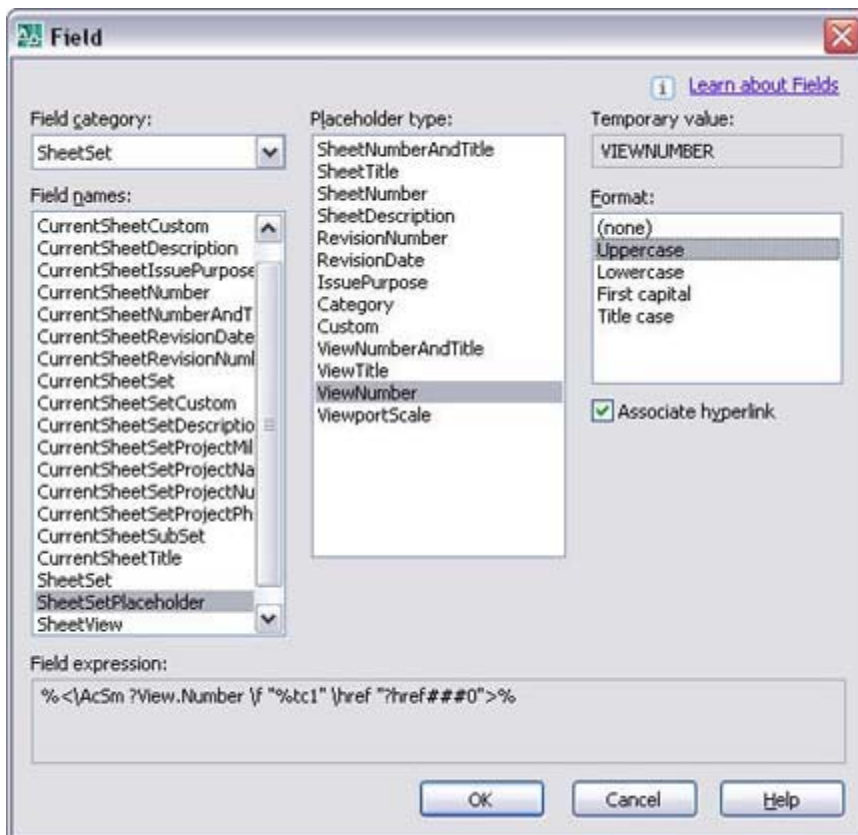 Field
Learn about Fields
Field category:
SheetSet
Field names:
CurrentSheetCustom
CurrentSheetDescription
CurrentSheetIssuePurpose
CurrentSheetNumber
CurrentSheetNumberAndT
CurrentSheetRevisionDate
CurrentSheetRevisionNuml
CurrentSheetSet
CurrentSheetSetCustom
CurrentSheetSetDescriptio
CurrentSheetSetProjectMil
CurrentSheetSetProjectNa
CurrentSheetSetProjectNu
CurrentSheetSetProjectPh
CurrentSheetSubSet
CurrentSheetTitle
SheetSet
SheetSetPlaceholder
SheetView
Placeholder type:
SheetNumberAndTitle
SheetTitle
SheetNumber
SheetDescription
RevisionNumber
RevisionDate
IssuePurpose
Category
Custom
ViewNumberAndTitle
ViewTitle
ViewNumber
ViewportScale
Temporary value:
VIEWNUMBER
Format:
(none)
Uppercase
Lowercase
First capital
Title case
Associate hyperlink
Field expression:
%<\AcSm ?View.Number \f "%tc1" \href "?href###0">%
OK
Cancel
Help